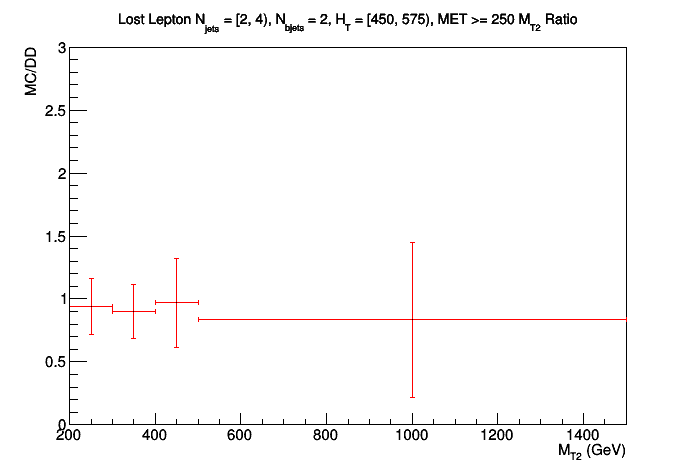 Lost Lepton N_jets = [2, 4), N_bjets = 2, H_T = [450, 575), MET >= 250 M_T2 Ratio
MC/DD
3
2.5
2
1.5
1
0.5
0
200 400 600 800 1000 1200 1400
M_T2 (GeV)